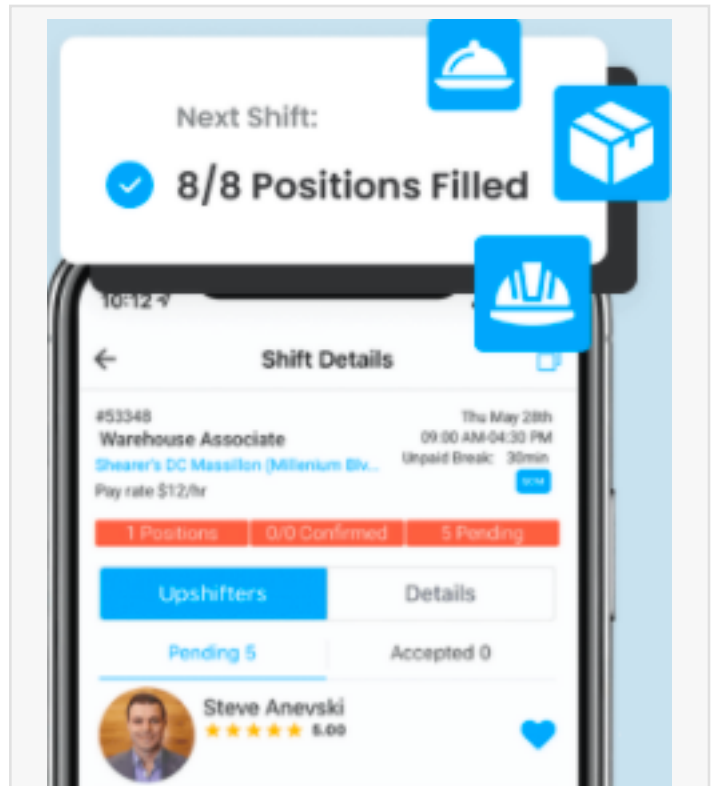 Next Shift:
8/8 Positions Filled
10:12
Shift Details
#53348
Thu May 28th
Warehouse Associate
09:00 AM-04:30 PM
Shearer's DC Massillon (Millenium Blv...
Unpaid Break: 30min
Pay rate $12/hr
1 Positions
0/0 Confirmed
5 Pending
Upshifters
Details
Pending 5
Accepted 0
Steve Anevski
5.00